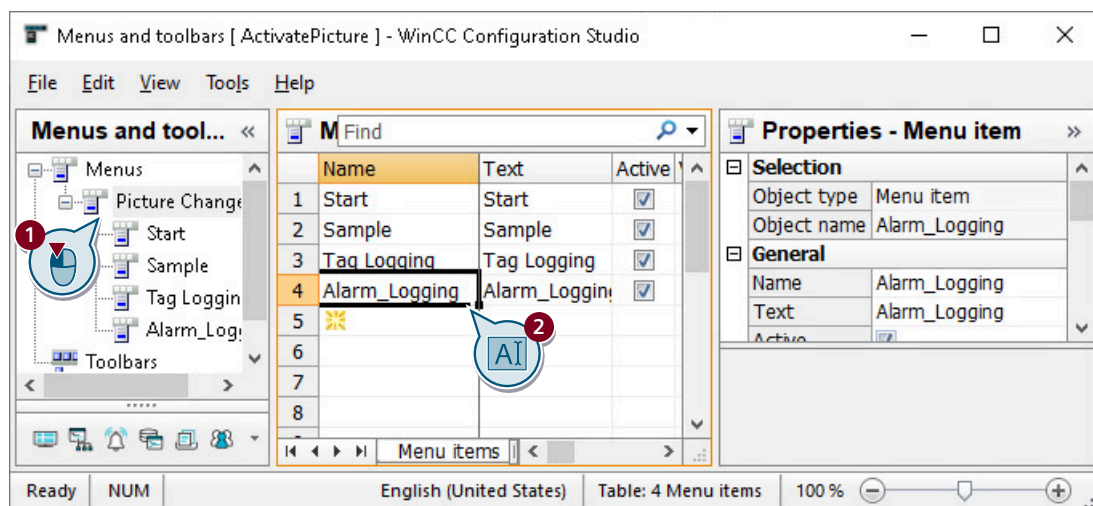 Menus and toolbars [ ActivatePicture ] - WinCC Configuration Studio
File Edit View Tools Help
Menus and tool... «
Menus
Picture Change
Start
Sample
Tag Loggin
Alarm_Log
Toolbars
1
M Find
Name Text Active
1 Start Start
2 Sample Sample
3 Tag Logging Tag Logging
4 Alarm_Logging Alarm_Logging
5
6
7
8
2
AI
Menu items
Properties - Menu item »
Selection
Object type Menu item
Object name Alarm_Logging
General
Name Alarm_Logging
Text Alarm_Logging
Active
Ready NUM English (United States) Table: 4 Menu items 100 %